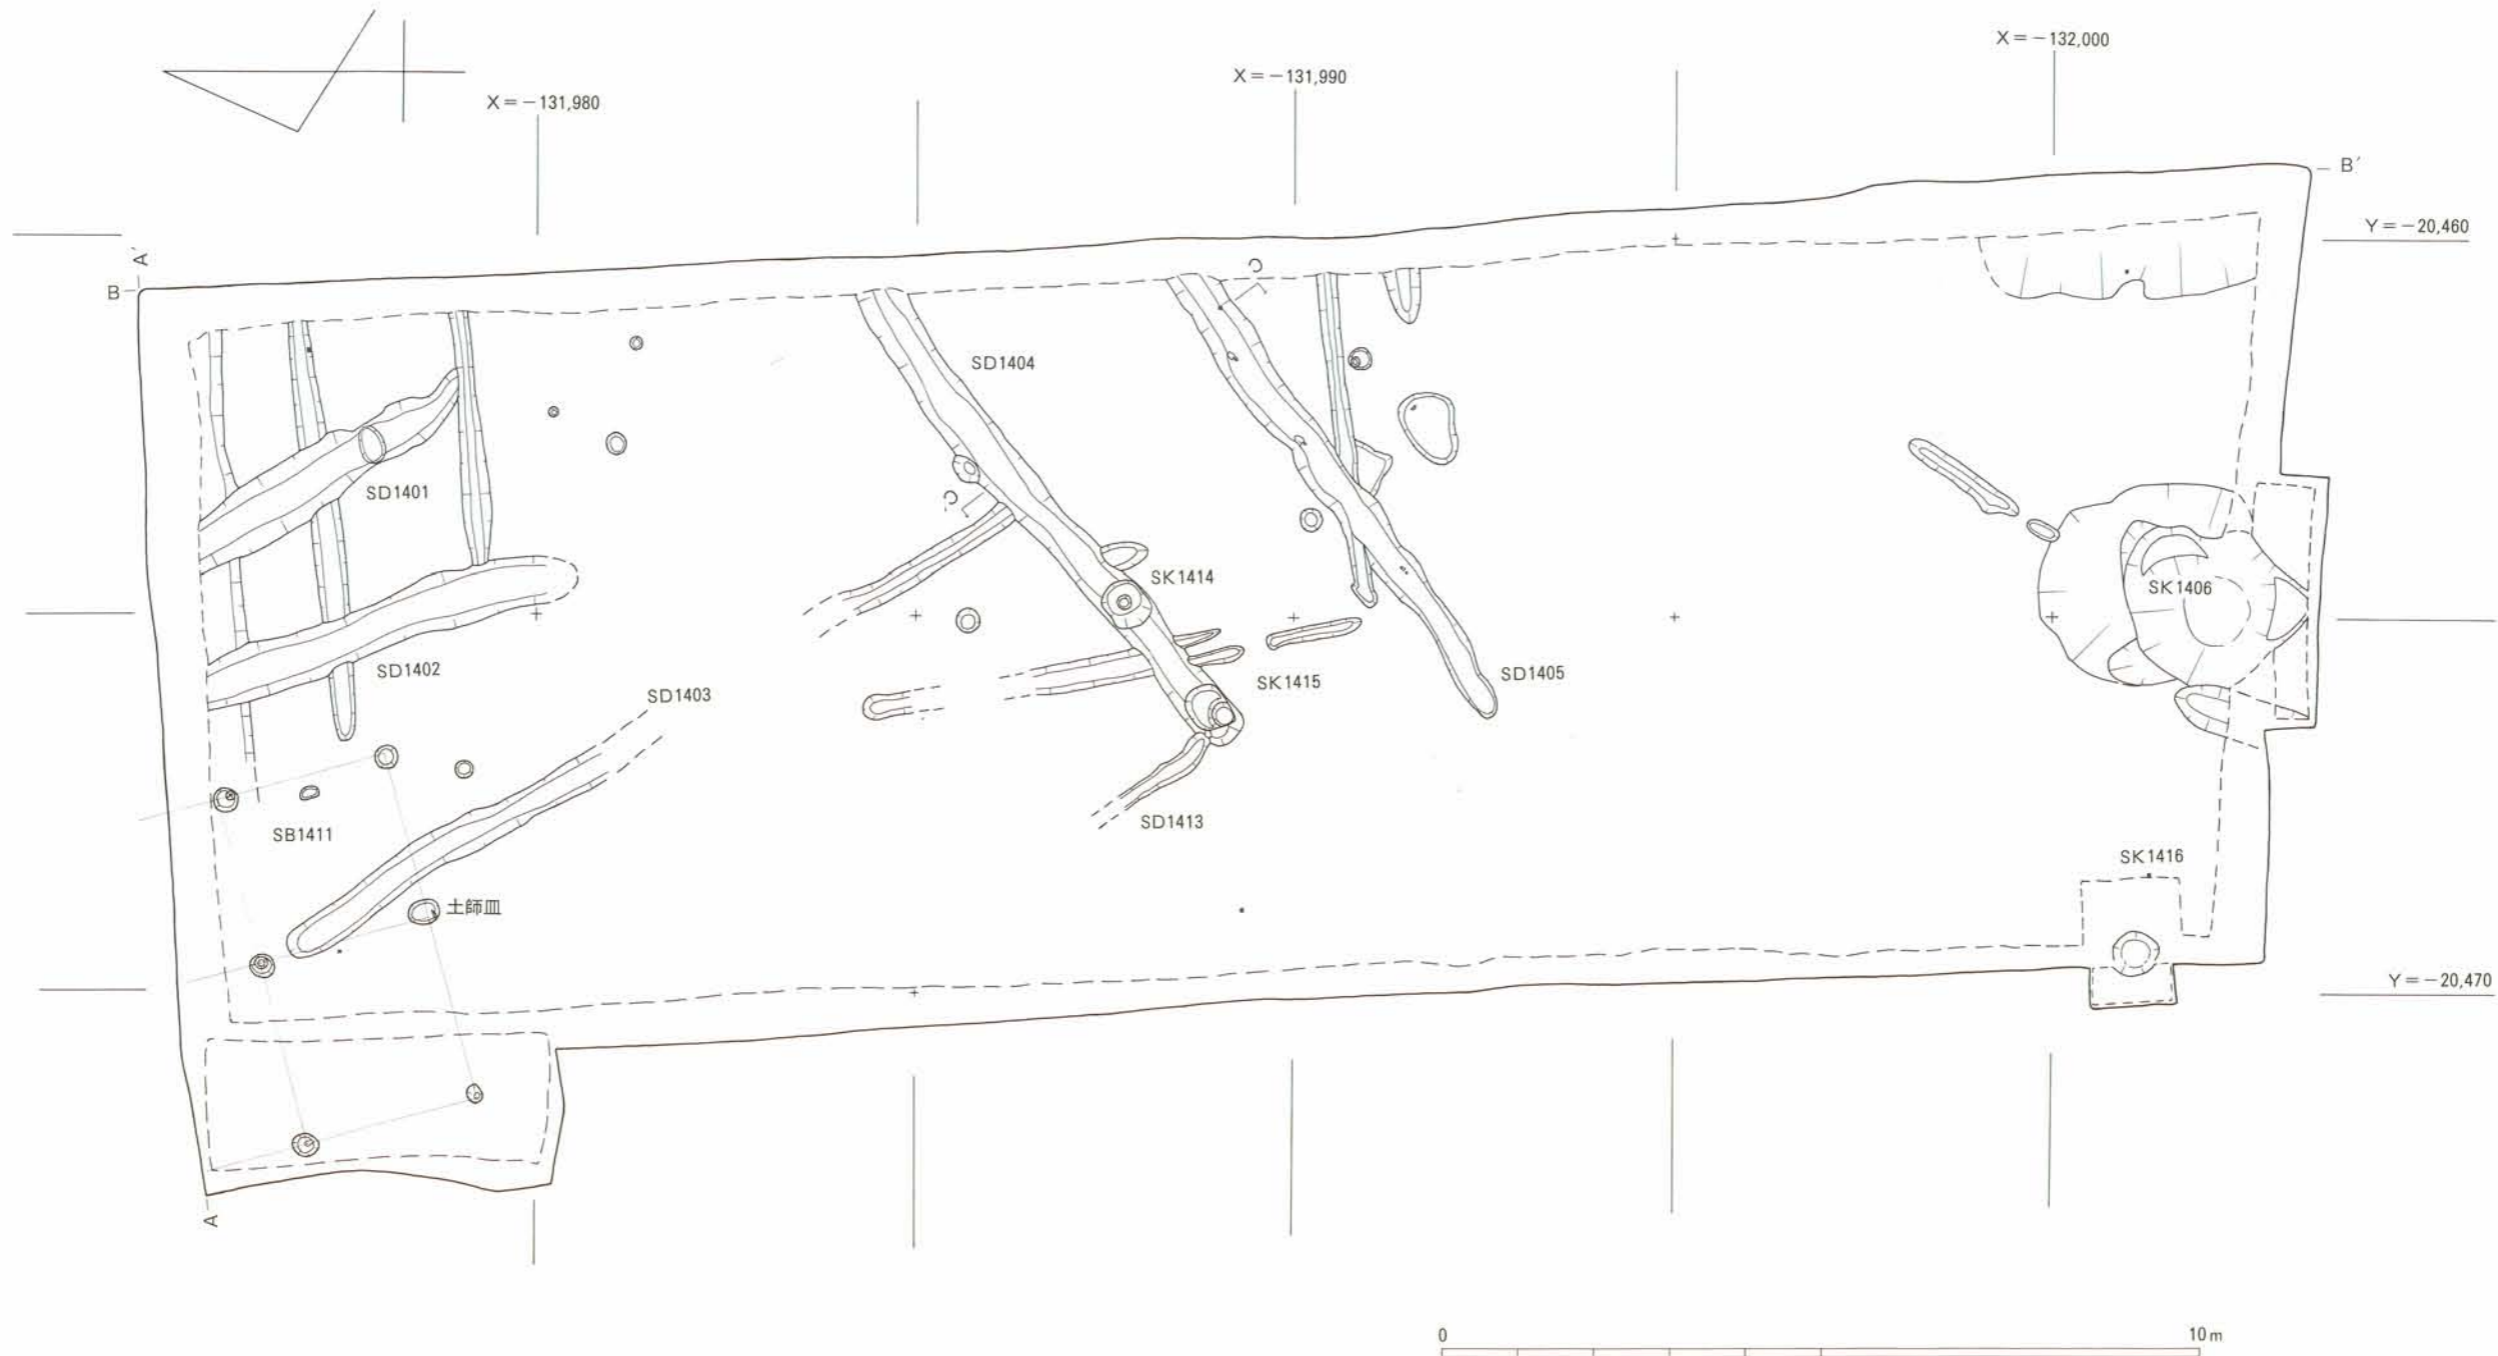 X=−132,000
X=−131,990
X=−131,980
B′
Y=−20,460
A′
B
C′
SD1404
SD1401
C
SK1414
SK1406
SD1402
SK1415
SD1405
SD1403
SB1411
SD1413
SK1416
土師皿
Y=−20,470
A
0 10m